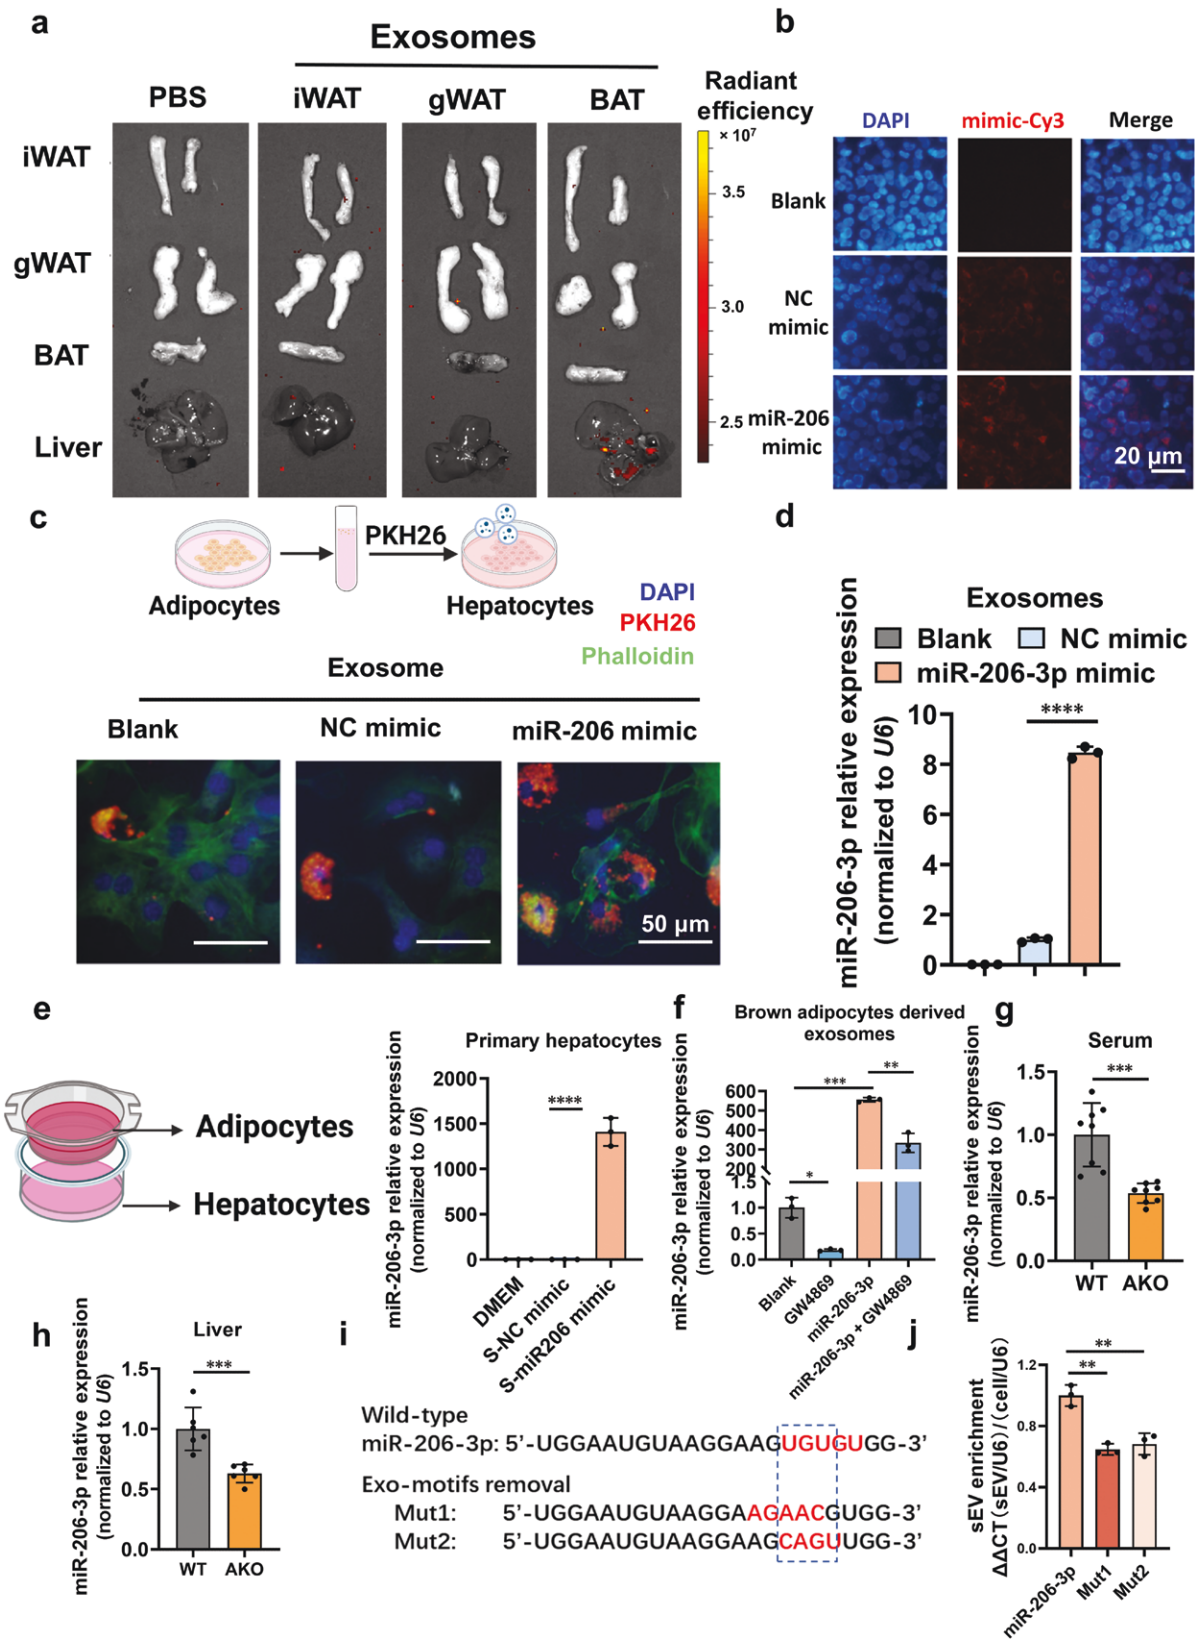 a
Exosomes
PBS
iWAT
gWAT
BAT
Radiant
efficiency
× 10⁷
3.5
3.0
2.5
iWAT
gWAT
BAT
Liver
b
DAPI
mimic-Cy3
Merge
Blank
NC
mimic
miR-206
mimic
20 μm
c
PKH26
Adipocytes
Hepatocytes
DAPI
PKH26
Phalloidin
Exosome
Blank
NC mimic
miR-206 mimic
50 μm
d
Exosomes
Blank
NC mimic
miR-206-3p mimic
miR-206-3p relative expression
(normalized to U6)
10
8
6
4
2
0
****
e
Adipocytes
Hepatocytes
Primary hepatocytes
miR-206-3p relative expression
(normalized to U6)
2000
1500
1000
500
0
****
DMEM
S-NC mimic
S-miR206 mimic
f
Brown adipocytes derived
exosomes
miR-206-3p relative expression
(normalized to U6)
600
500
400
300
200
1.5
1.0
0.5
0.0
*
***
**
Blank
GW4869
miR-206-3p
miR-206-3p + GW4869
g
Serum
miR-206-3p relative expression
(normalized to U6)
1.5
1.0
0.5
0.0
***
WT
AKO
h
Liver
miR-206-3p relative expression
(normalized to U6)
1.5
1.0
0.5
0.0
***
WT
AKO
i
Wild-type
miR-206-3p: 5’-UGGAAUGUAAGGAAGUGUGUGG-3’
Exo-motifs removal
Mut1: 5’-UGGAAUGUAAGGAAGAACGUGG-3’
Mut2: 5’-UGGAAUGUAAGGAAGCAGUUGG-3’
j
sEV enrichment
ΔΔCT(sEV/U6)/(cell/U6)
1.2
0.8
0.4
0.0
**
**
miR-206-3p
Mut1
Mut2